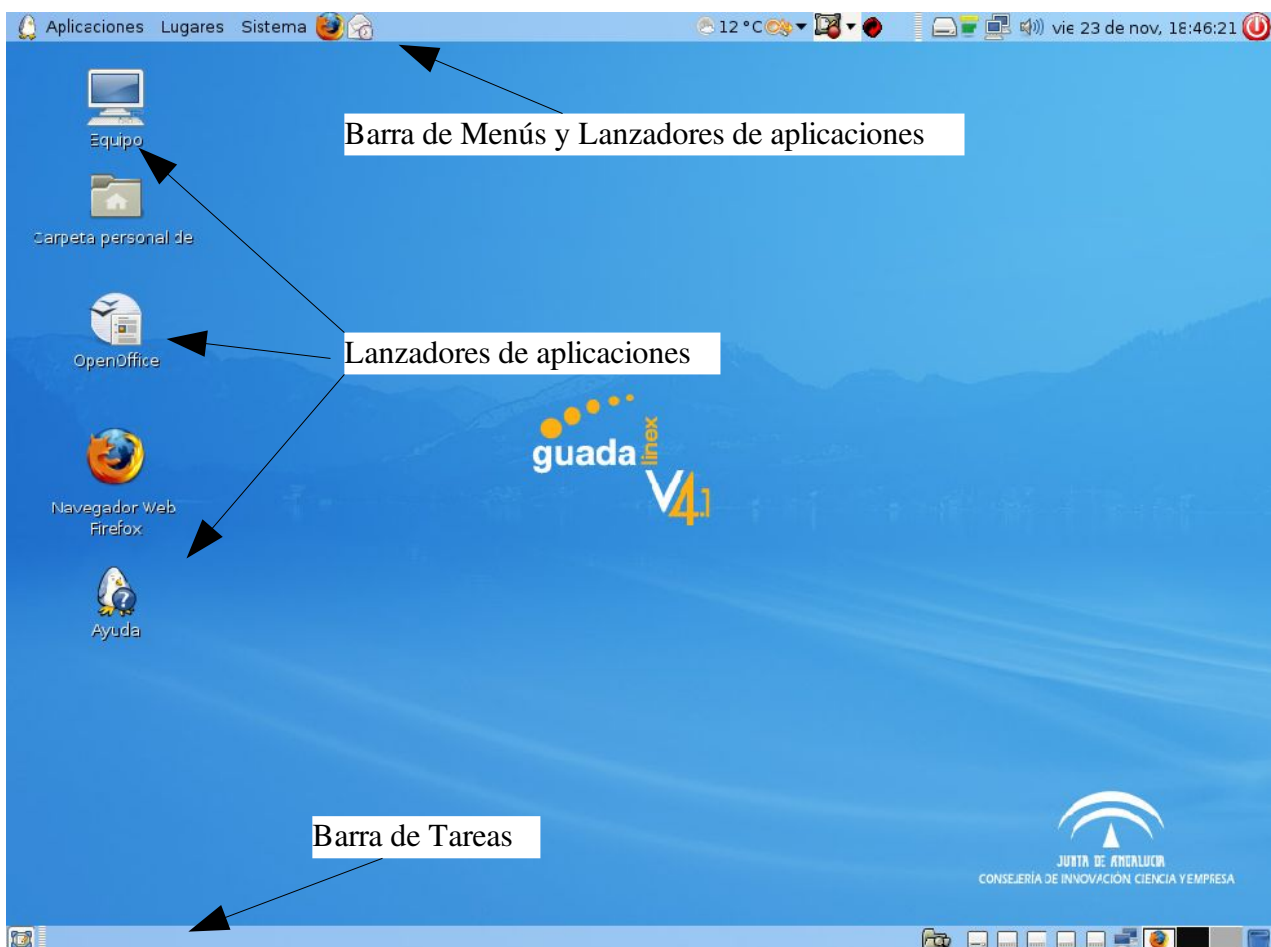 Aplicaciones Lugares Sistema 12 °C vie 23 de nov, 18:46:21
Equipo
Barra de Menús y Lanzadores de aplicaciones
Carpeta personal de
Lanzadores de aplicaciones
OpenOffice
guada
linex
V4.1
Navegador Web
Firefox
Ayuda
Barra de Tareas
JUNTA DE ANDALUCIA
CONSEJERÍA DE INNOVACIÓN CIENCIA Y EMPRESA